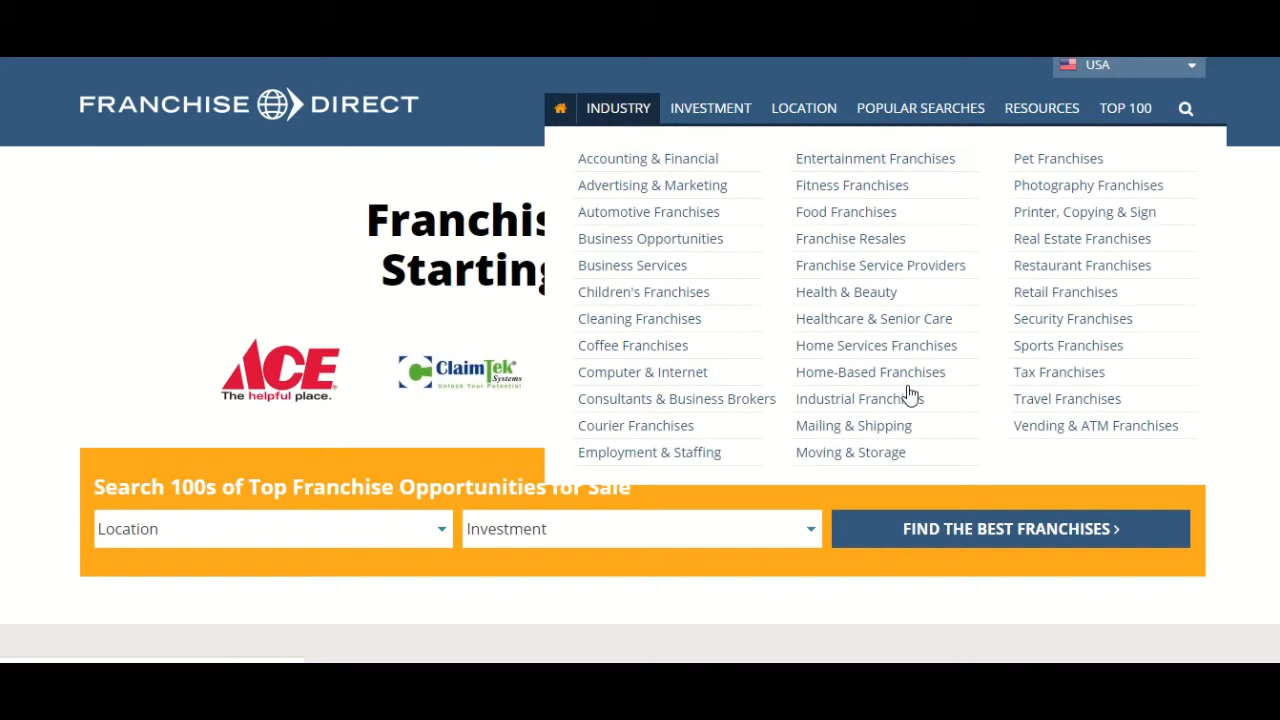 USA
FRANCHISE DIRECT
INDUSTRY INVESTMENT LOCATION POPULAR SEARCHES RESOURCES TOP 100
Accounting & Financial
Advertising & Marketing
Automotive Franchises
Business Opportunities
Business Services
Children's Franchises
Cleaning Franchises
Coffee Franchises
Computer & Internet
Consultants & Business Brokers
Courier Franchises
Employment & Staffing
Entertainment Franchises
Fitness Franchises
Food Franchises
Franchise Resales
Franchise Service Providers
Health & Beauty
Healthcare & Senior Care
Home Services Franchises
Home-Based Franchises
Industrial Franchises
Mailing & Shipping
Moving & Storage
Pet Franchises
Photography Franchises
Printer, Copying & Sign
Real Estate Franchises
Restaurant Franchises
Retail Franchises
Security Franchises
Sports Franchises
Tax Franchises
Travel Franchises
Vending & ATM Franchises
Franchis
Starting
ACE
The helpful place.
ClaimTek
Systems
Unlock Your Potential
Search 100s of Top Franchise Opportunities for Sale
Location
Investment
FIND THE BEST FRANCHISES ›